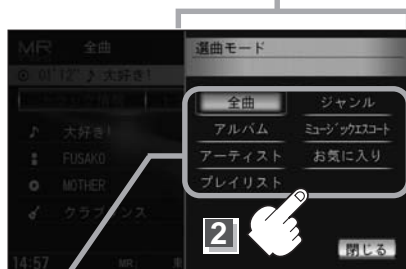 MR 全曲
01'12" ♪ 大好き!
♪ 大好き!
FUSAKO
MOTHER
クラブ ダンス
14:57 MR
選曲モード
全曲 ジャンル
アルバム ミュージックエスコート
アーティスト お気に入り
プレイリスト
2
閉じる